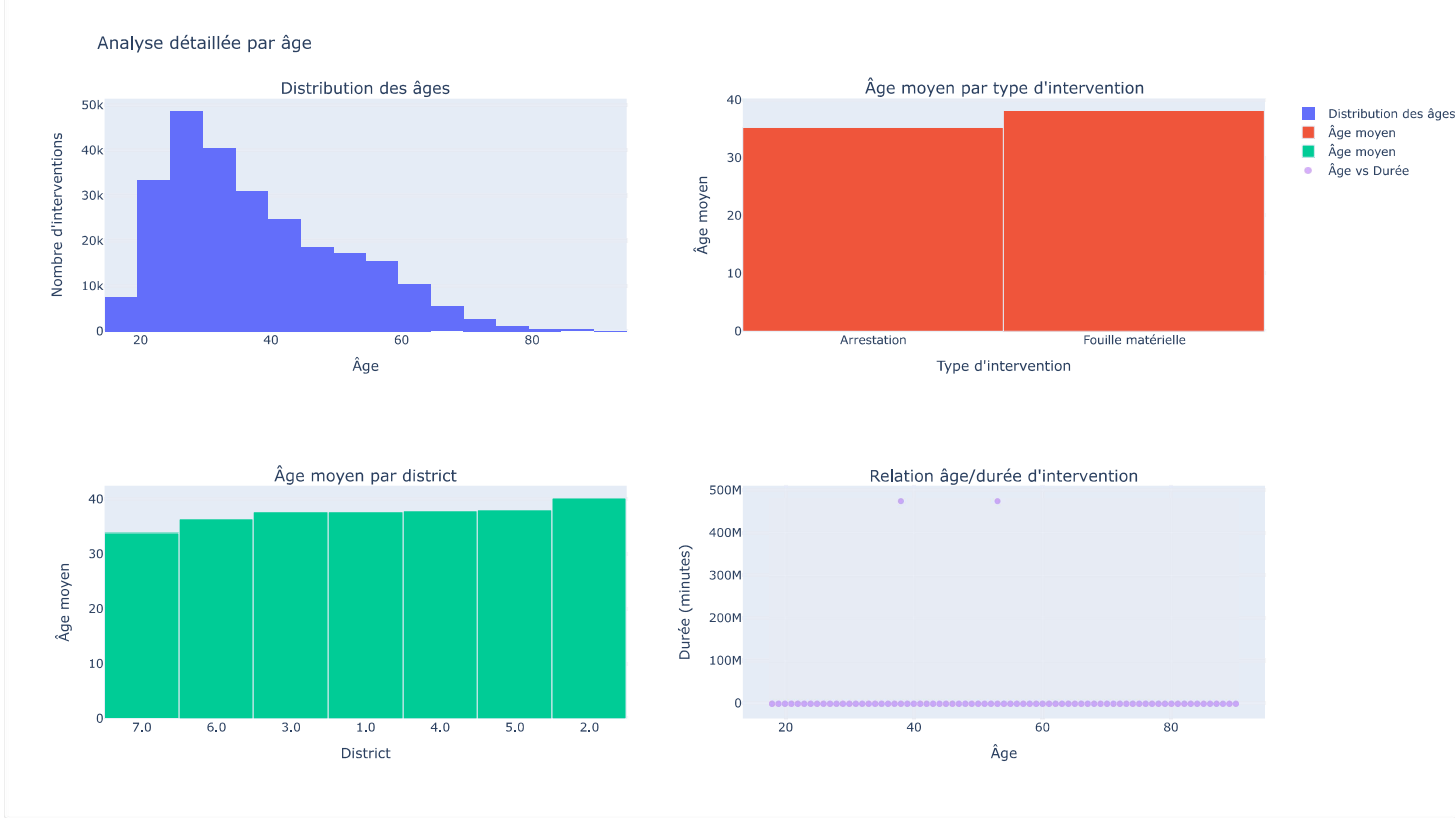 Analyse détaillée par âge
Distribution des âges
50k
40k
30k
20k
10k
0
20
40
60
80
Nombre d'interventions
Âge
Âge moyen par type d'intervention
40
30
20
10
0
Arrestation
Fouille matérielle
Âge moyen
Type d'intervention
Distribution des âges
Âge moyen
Âge moyen
Âge vs Durée
Âge moyen par district
40
30
20
10
0
7.0
6.0
3.0
1.0
4.0
5.0
2.0
Âge moyen
District
Relation âge/durée d'intervention
500M
400M
300M
200M
100M
0
20
40
60
80
Durée (minutes)
Âge